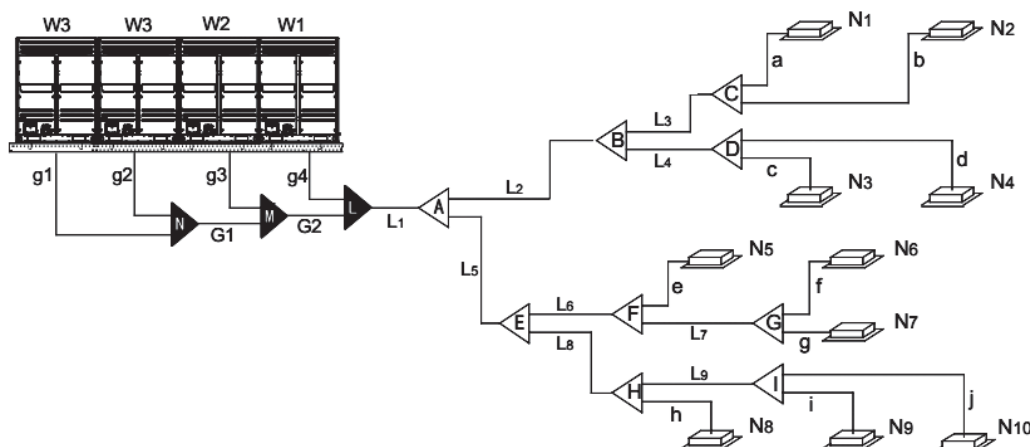 W3 W3 W2 W1
g1 g2 g3 g4
N G1 M G2 L L1 A
L2 B L3 C a N1 b N2
L4 D c N3 d N4
L5 E L6 F e N5
L7 G f N6 g N7
L8 H L9 I j N10
h N8 i N9